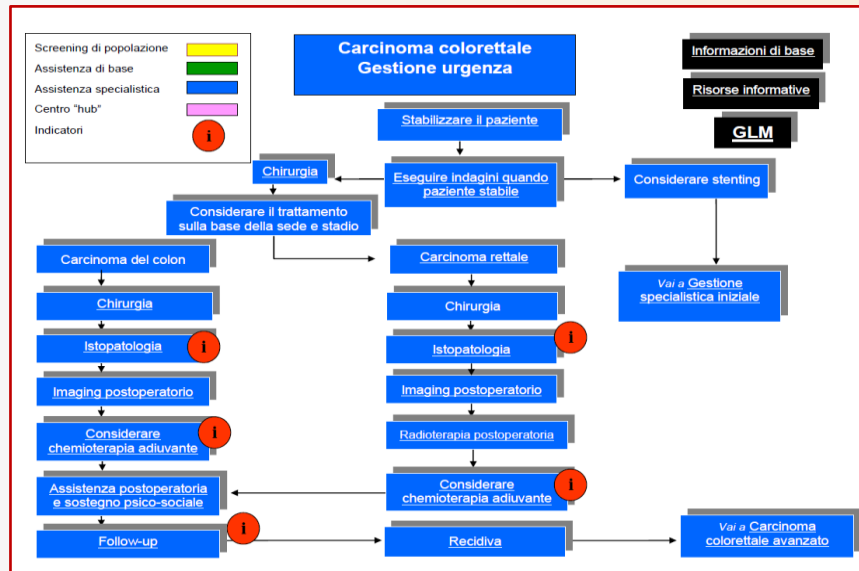 Screening di popolazione
Assistenza di base
Assistenza specialistica
Centro "hub"
Indicatori
i
Carcinoma colorettale
Gestione urgenza
Informazioni di base
Risorse informative
GLM
Stabilizzare il paziente
Chirurgia
Eseguire indagini quando
paziente stabile
Considerare stenting
Considerare il trattamento
sulla base della sede e stadio
Carcinoma del colon
Carcinoma rettale
Vai a Gestione
specialistica iniziale
Chirurgia
Chirurgia
Istopatologia
i
Istopatologia
i
Imaging postoperatorio
Imaging postoperatorio
Considerare
chemioterapia adiuvante
i
Radioterapia postoperatoria
Assistenza postoperatoria
e sostegno psico-sociale
Considerare
chemioterapia adiuvante
i
Follow-up
i
Recidiva
Vai a Carcinoma
colorettale avanzato